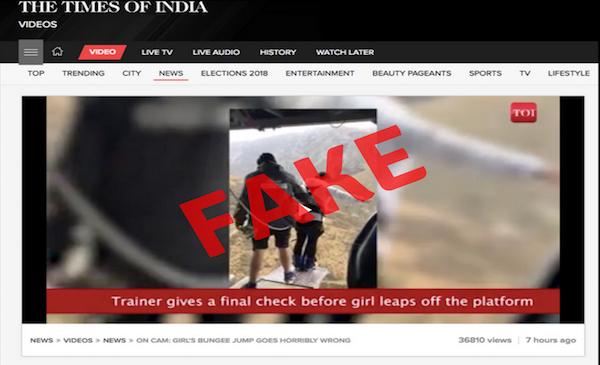 THE TIMES OF INDIA
VIDEOS
VIDEO LIVE TV LIVE AUDIO HISTORY WATCH LATER
TOP TRENDING CITY NEWS ELECTIONS 2018 ENTERTAINMENT BEAUTY PAGEANTS SPORTS TV LIFESTYLE
TOI
FAKE
Trainer gives a final check before girl leaps off the platform
NEWS > VIDEOS > NEWS > ON CAM: GIRL'S BUNGEE JUMP GOES HORRIBLY WRONG 36810 views | 7 hours ago